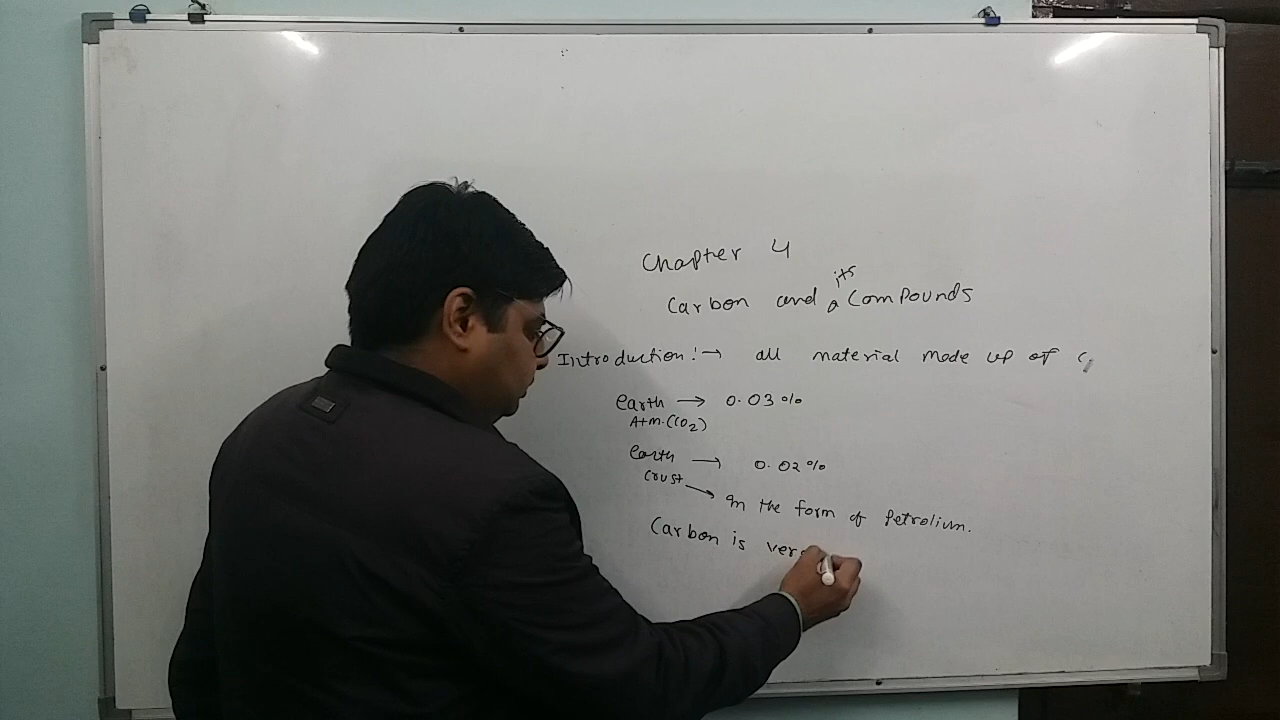 Chapter 4
its
Carbon and a Compounds
Introduction :→ all material made up of C,
earth → 0.03%
Atm.(CO2)
earth → 0.02%
crust → In the form of Petrolium.
Carbon is ver